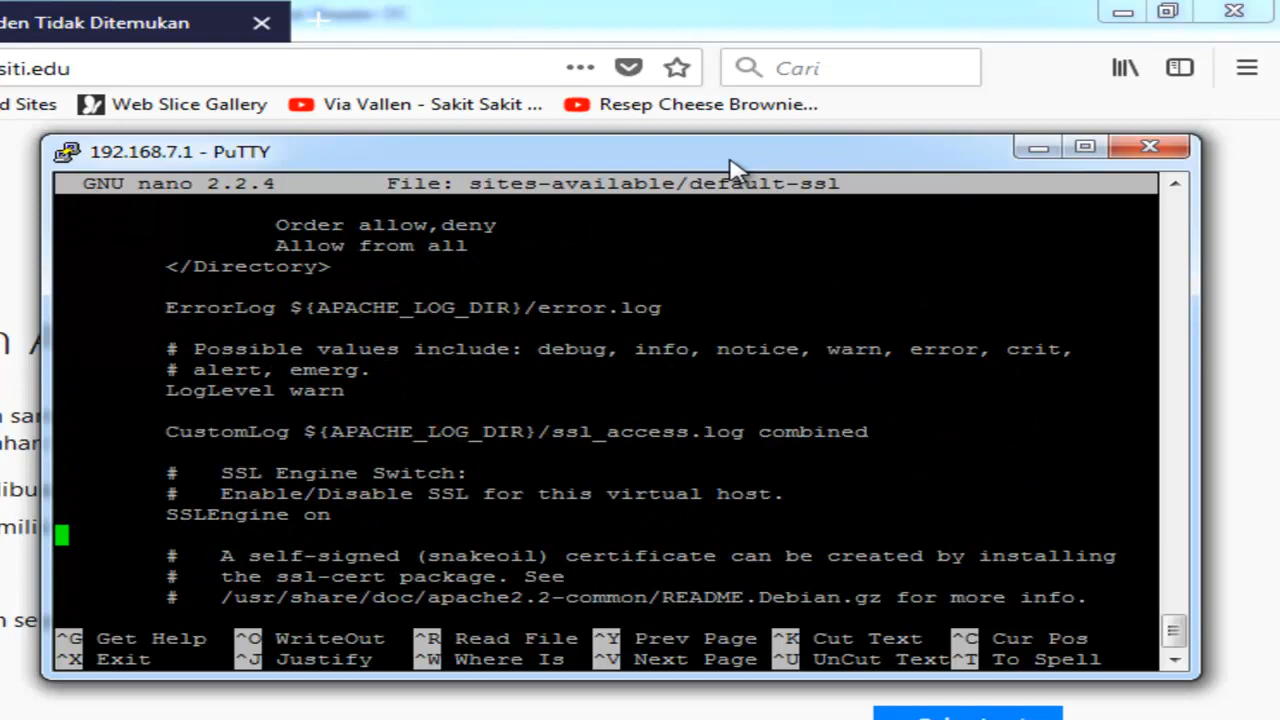 den Tidak Ditemukan
siti.edu
Cari
d Sites Web Slice Gallery Via Vallen - Sakit Sakit ... Resep Cheese Brownie...
192.168.7.1 - PuTTY
GNU nano 2.2.4 File: sites-available/default-ssl
Order allow,deny
Allow from all
</Directory>
ErrorLog ${APACHE_LOG_DIR}/error.log
# Possible values include: debug, info, notice, warn, error, crit,
# alert, emerg.
LogLevel warn
CustomLog ${APACHE_LOG_DIR}/ssl_access.log combined
# SSL Engine Switch:
# Enable/Disable SSL for this virtual host.
SSLEngine on
# A self-signed (snakeoil) certificate can be created by installing
# the ssl-cert package. See
# /usr/share/doc/apache2.2-common/README.Debian.gz for more info.
^G Get Help ^O WriteOut ^R Read File ^Y Prev Page ^K Cut Text ^C Cur Pos
^X Exit ^J Justify ^W Where Is ^V Next Page ^U UnCut Text ^T To Spell